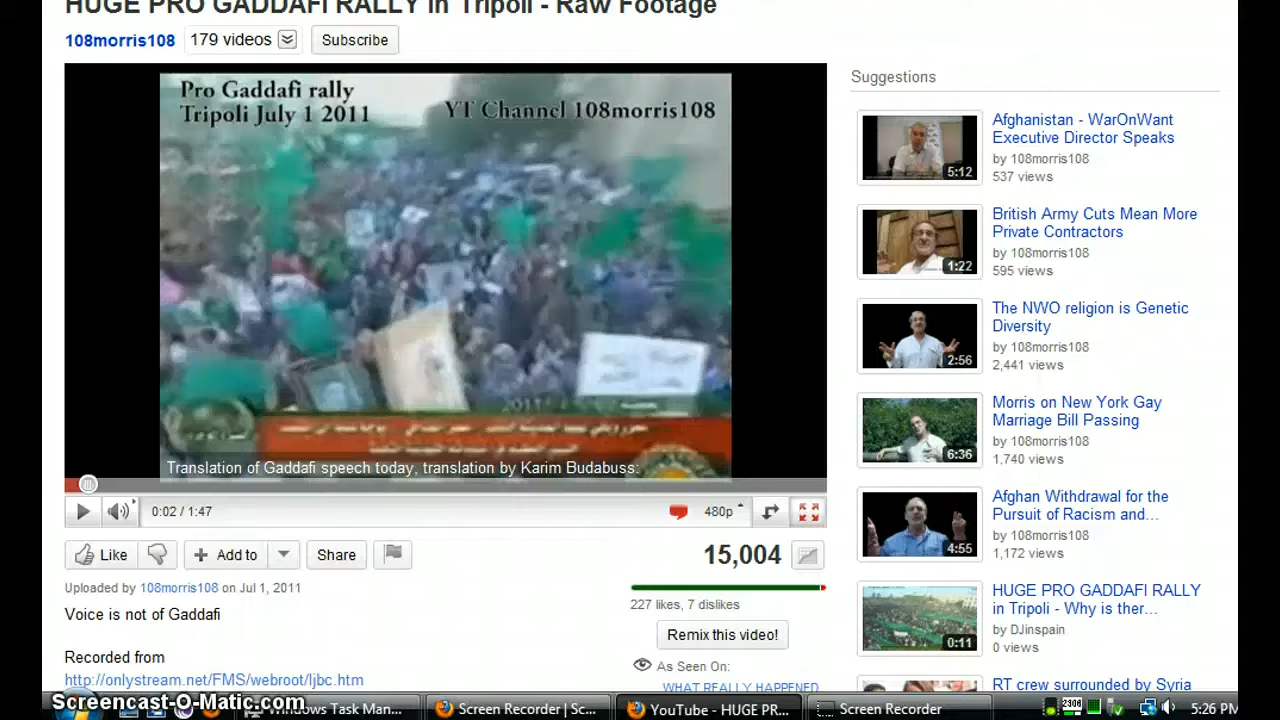 HUGE PRO GADDAFI RALLY in Tripoli - Raw Footage
108morris108
179 videos
Subscribe
Pro Gaddafi rally
Tripoli July 1 2011
YT Channel 108morris108
Translation of Gaddafi speech today, translation by Karim Budabuss:
0:02 / 1:47
480p
Like
Add to
Share
15,004
Uploaded by 108morris108 on Jul 1, 2011
227 likes, 7 dislikes
Voice is not of Gaddafi
Remix this video!
Recorded from
As Seen On:
http://onlystream.net/FMS/webroot/ljbc.htm
WHAT REALLY HAPPENED
Suggestions
5:12
Afghanistan - WarOnWant
Executive Director Speaks
by 108morris108
537 views
1:22
British Army Cuts Mean More
Private Contractors
by 108morris108
595 views
2:56
The NWO religion is Genetic
Diversity
by 108morris108
2,441 views
6:36
Morris on New York Gay
Marriage Bill Passing
by 108morris108
1,740 views
4:55
Afghan Withdrawal for the
Pursuit of Racism and...
by 108morris108
1,172 views
0:11
HUGE PRO GADDAFI RALLY
in Tripoli - Why is ther...
by DJinspain
0 views
RT crew surrounded by Syria
Screencast-O-Matic.com
Windows Task Man...
Screen Recorder | Sc...
YouTube - HUGE PR...
Screen Recorder
2306
5:26 PM